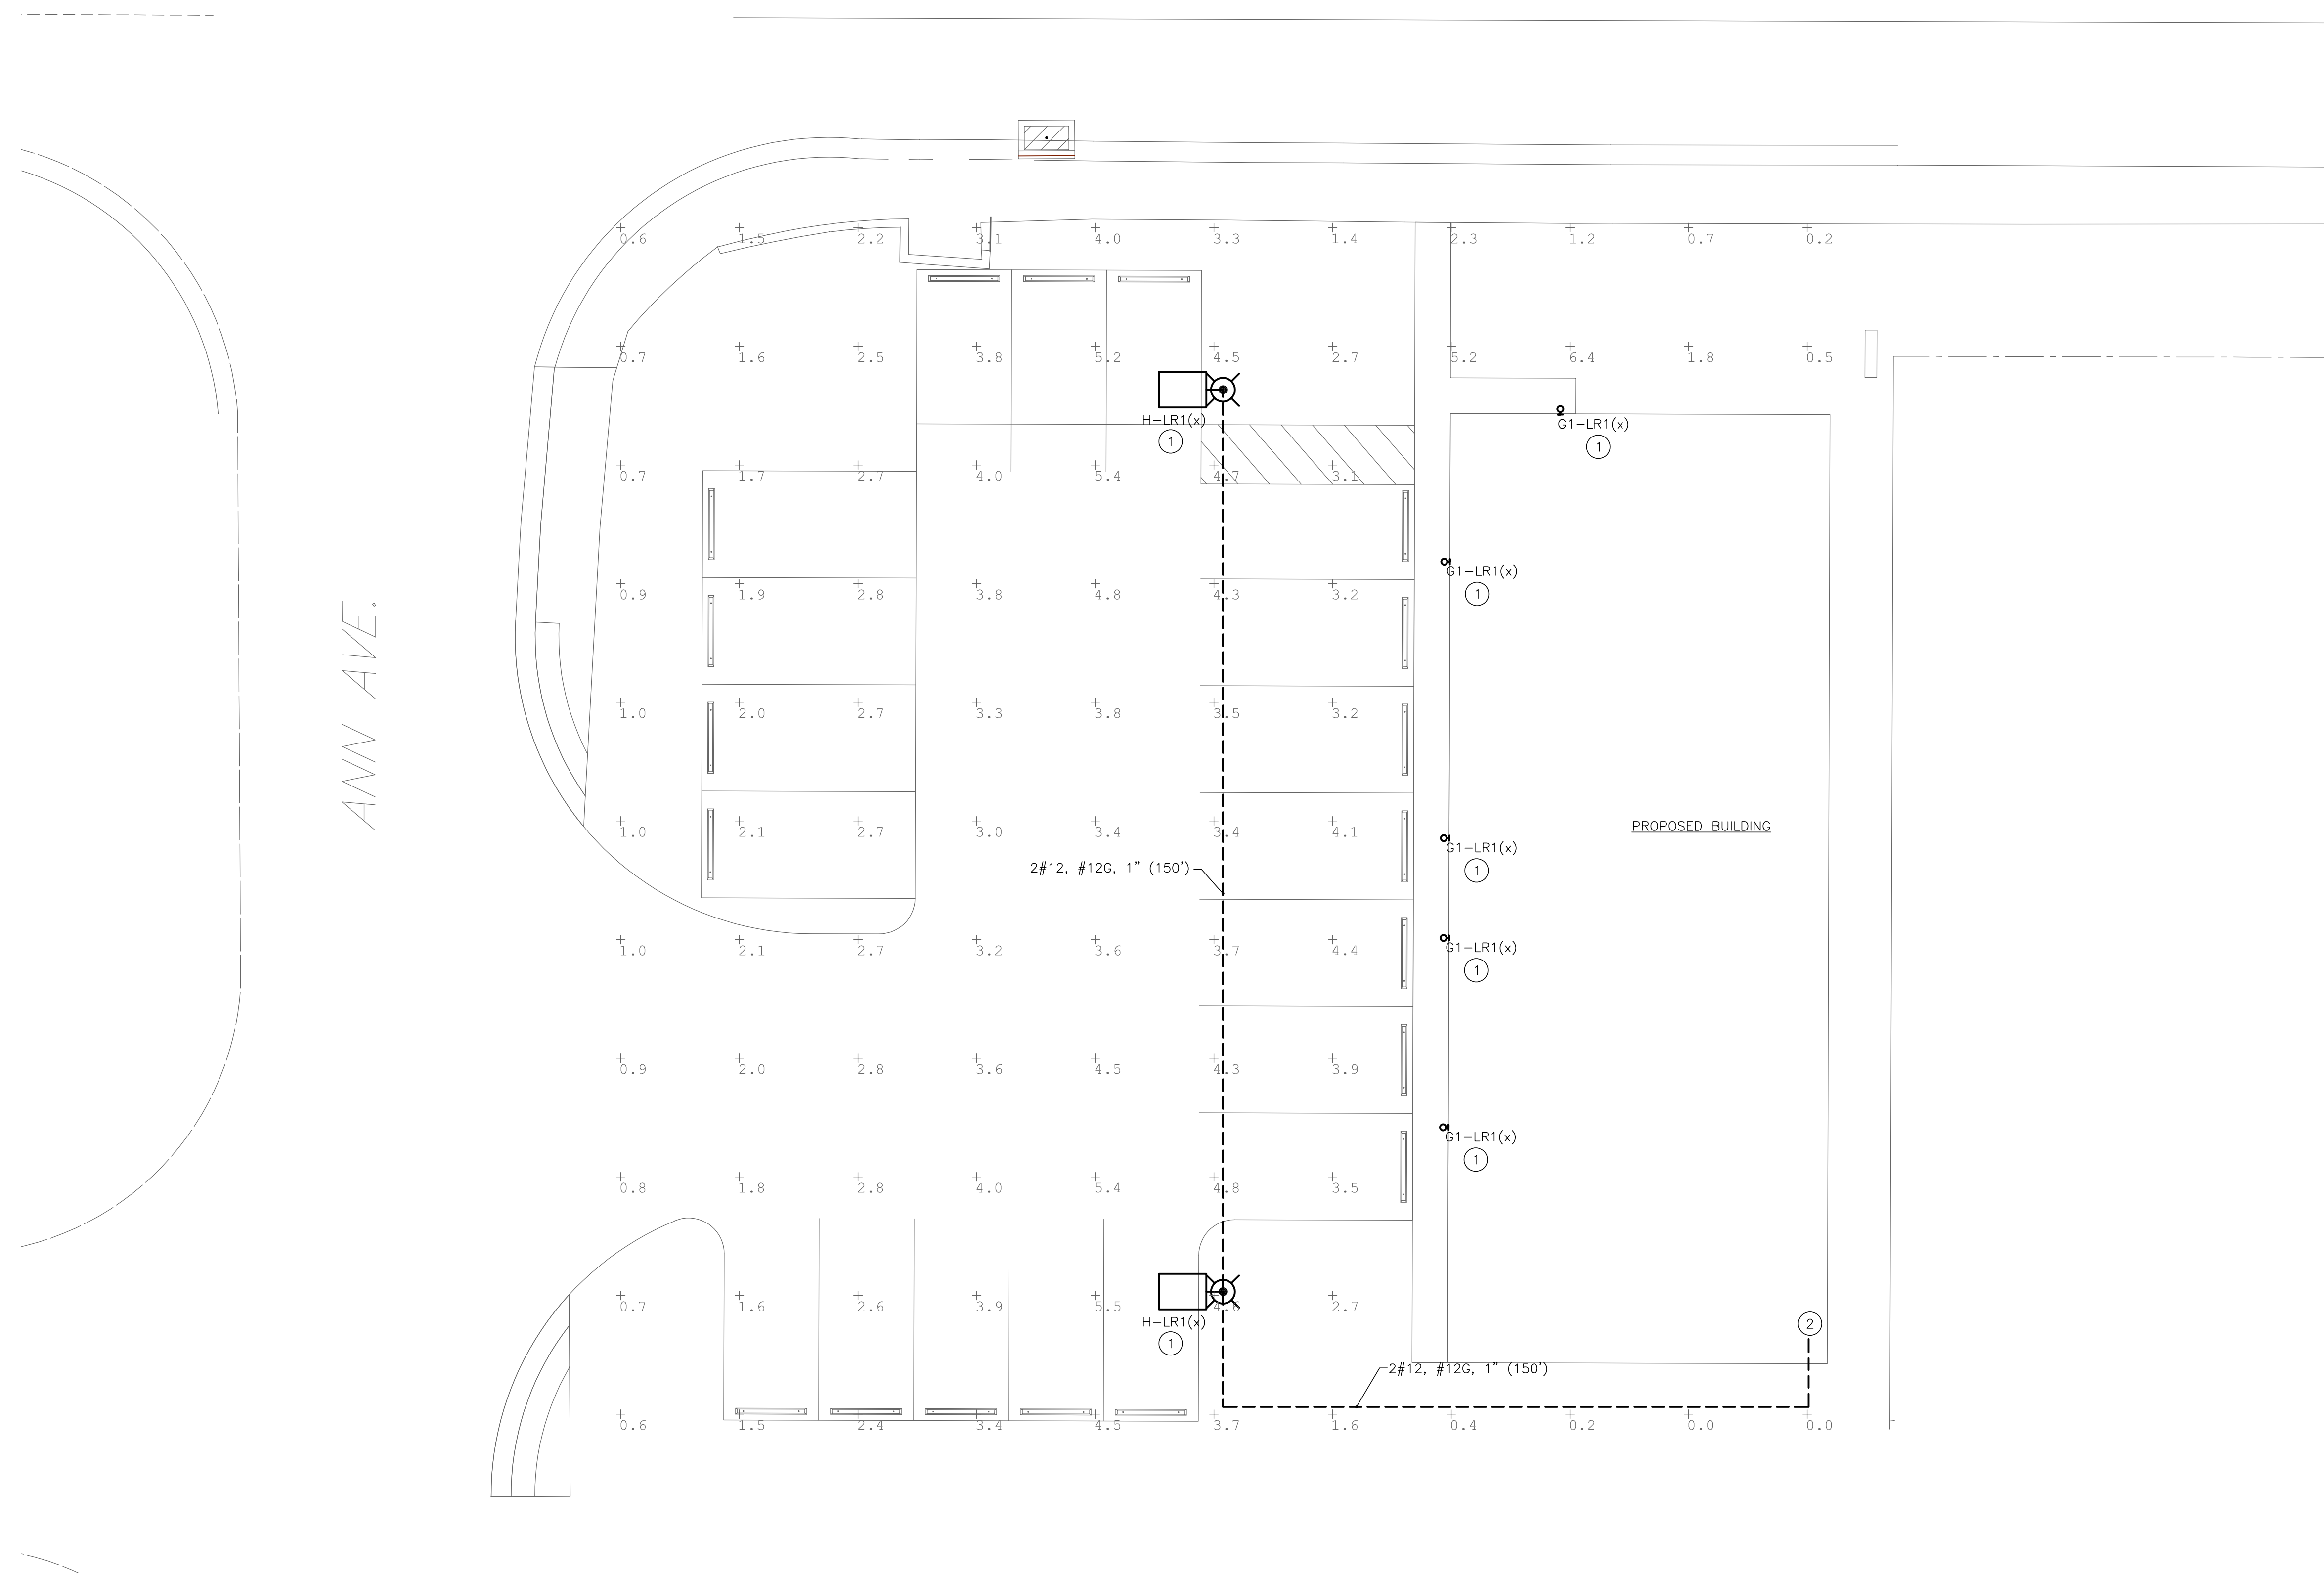 0.6 1.5 2.2 3.1 4.0 3.3 1.4 2.3 1.2 0.7 0.2
0.7 1.6 2.5 3.8 5.2 4.5 2.7 5.2 6.4 1.8 0.5
H-LR1(x)
1
G1-LR1(x)
1
0.7 1.7 2.7 4.0 5.4 4.7 3.1
G1-LR1(x)
1
0.9 1.9 2.8 3.8 4.8 4.3 3.2
ANN AVE.
1.0 2.0 2.7 3.3 3.8 3.5 3.2
1.0 2.1 2.7 3.0 3.4 3.4 4.1
PROPOSED BUILDING
G1-LR1(x)
1
2#12, #12G, 1" (150')
1.0 2.1 2.7 3.2 3.6 3.7 4.4
G1-LR1(x)
1
0.9 2.0 2.8 3.6 4.5 4.3 3.9
G1-LR1(x)
1
0.8 1.8 2.8 4.0 5.4 4.8 3.5
0.7 1.6 2.6 3.9 5.5 4.6 2.7
H-LR1(x)
1
2
2#12, #12G, 1" (150')
0.6 1.5 2.4 3.4 4.5 3.7 1.6 0.4 0.2 0.0 0.0